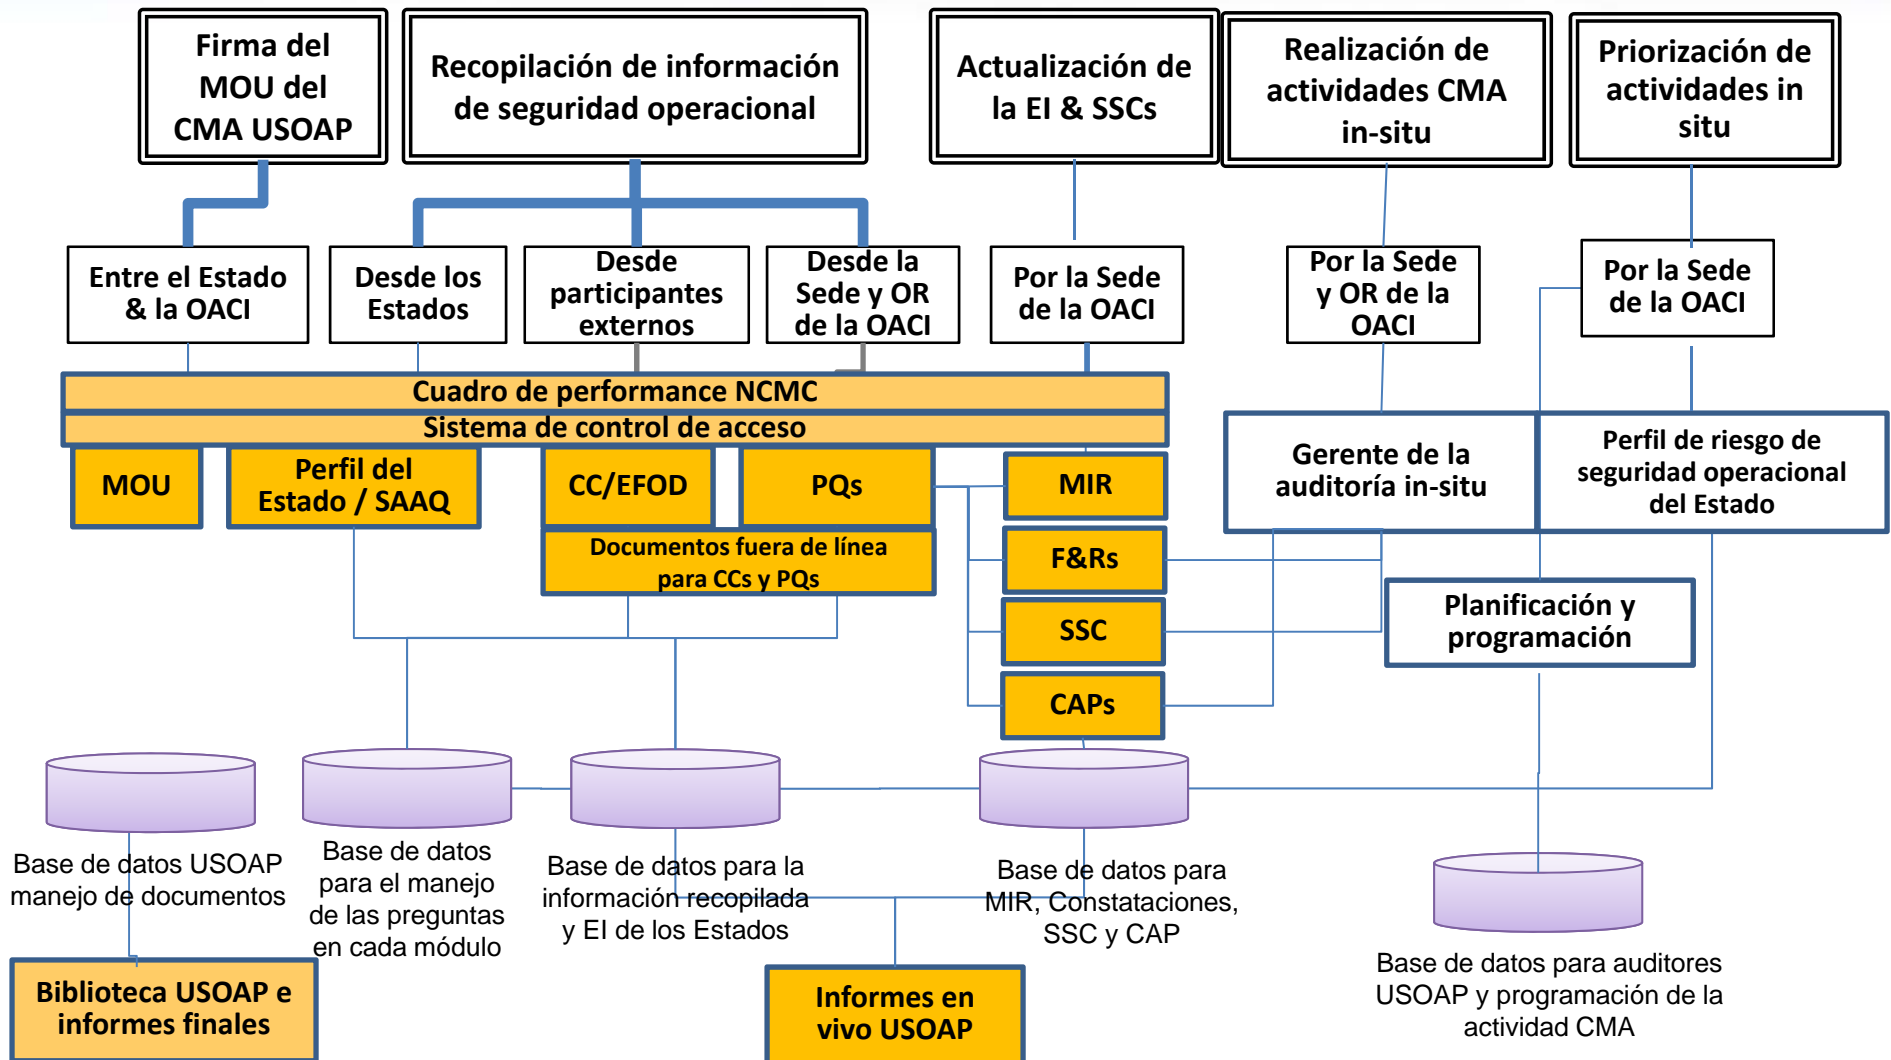 Firma del
MOU del
CMA USOAP
Recopilación de información
de seguridad operacional
Actualización de
la EI & SSCs
Realización de
actividades CMA
in-situ
Priorización de
actividades in
situ
Entre el Estado
& la OACI
Desde los
Estados
Desde
participantes
externos
Desde la
Sede y OR
de la OACI
Por la Sede
de la OACI
Por la Sede
y OR de la
OACI
Por la Sede
de la OACI
Cuadro de performance NCMC
Sistema de control de acceso
MOU
Perfil del
Estado / SAAQ
CC/EFOD
PQs
MIR
Gerente de la
auditoría in-situ
Perfil de riesgo de
seguridad operacional
del Estado
Documentos fuera de línea
para CCs y PQs
F&Rs
SSC
CAPs
Planificación y
programación
Base de datos USOAP
manejo de documentos
Base de datos
para el manejo
de las preguntas
en cada módulo
Base de datos para la
información recopilada
y EI de los Estados
Base de datos para
MIR, Constataciones,
SSC y CAP
Base de datos para auditores
USOAP y programación de la
actividad CMA
Biblioteca USOAP e
informes finales
Informes en
vivo USOAP